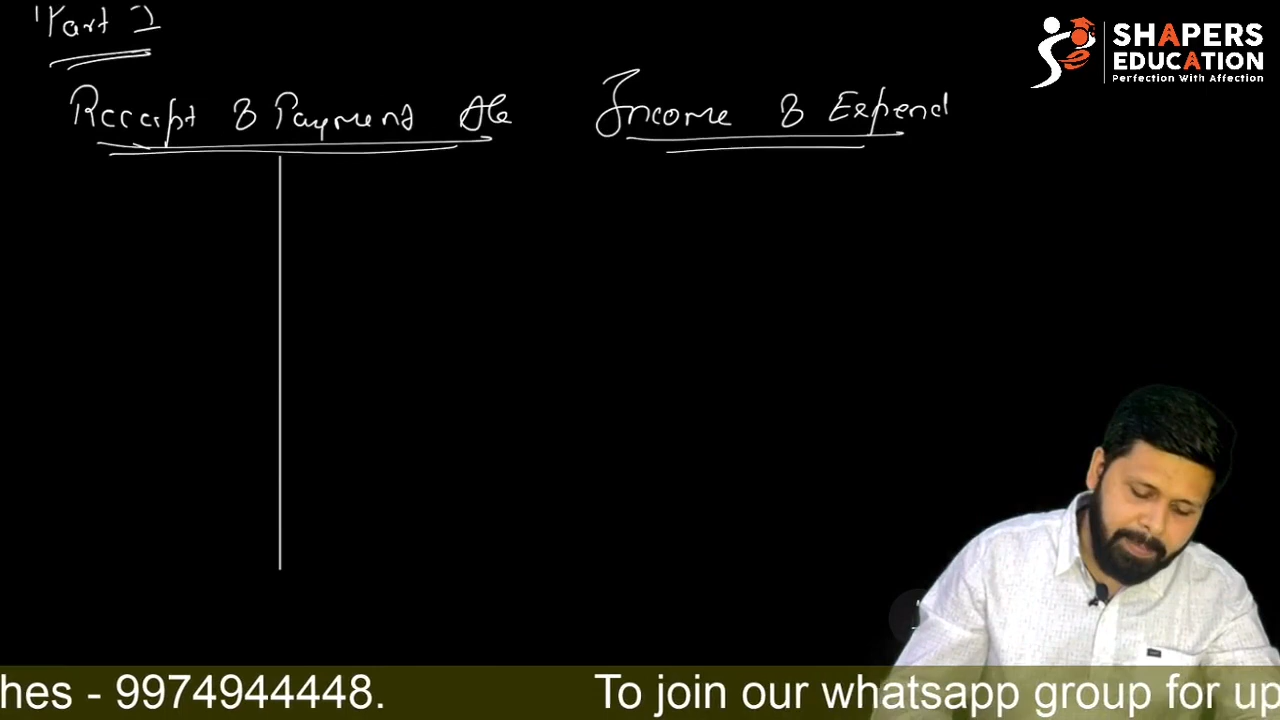 Part I
SHAPERS
EDUCATION
Perfection With Affection
Receipt & Payment A/c
Income & Expend
hes - 9974944448. To join our whatsapp group for up